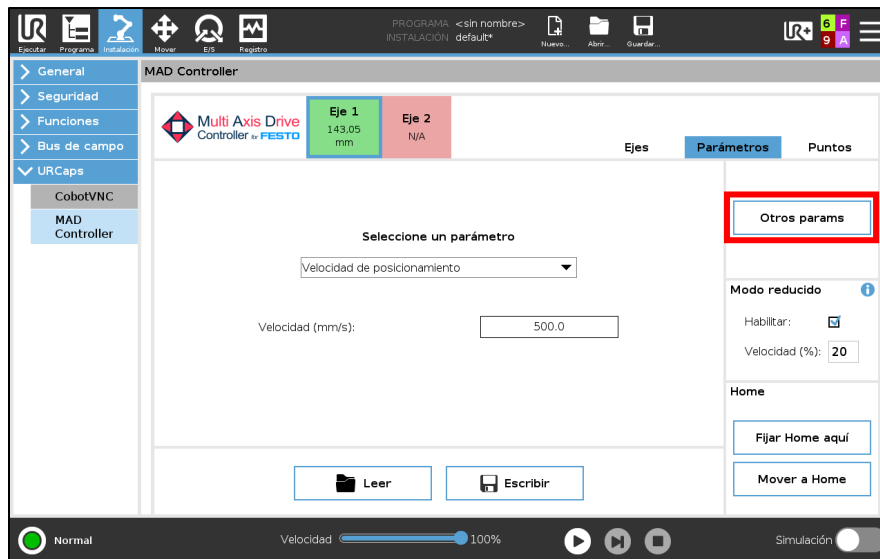 PROGRAMA <sin nombre>
INSTALACIÓN default*
Ejecutar
Programa
Instalación
Mover
E/S
Registro
Nuevo...
Abrir...
Guardar...
UR+
6 F
9 A
General
Seguridad
Funciones
Bus de campo
URCaps
CobotVNC
MAD
Controller
MAD Controller
Multi Axis Drive
Controller for FESTO
Eje 1
143,05
mm
Eje 2
N/A
Ejes
Parámetros
Puntos
Seleccione un parámetro
Velocidad de posicionamiento
Velocidad (mm/s): 500.0
Leer
Escribir
Otros params
Modo reducido
Habilitar:
Velocidad (%): 20
Home
Fijar Home aquí
Mover a Home
Normal
Velocidad 100%
Simulación